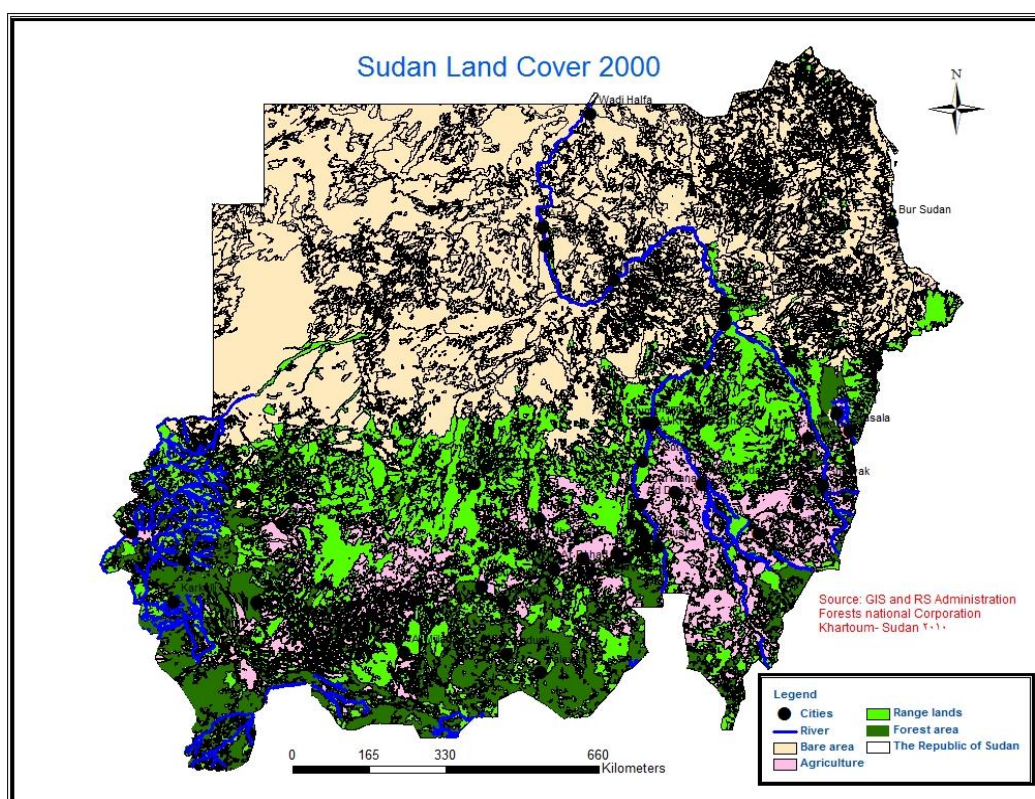 Sudan Land Cover 2000
N
Wadi Halfa
Bur Sudan
Source: GIS and RS Administration
Forests national Corporation
Khartoum- Sudan ٢٠١٠
Legend
Cities
River
Bare area
Agriculture
Range lands
Forest area
The Republic of Sudan
0 165 330 660
Kilometers